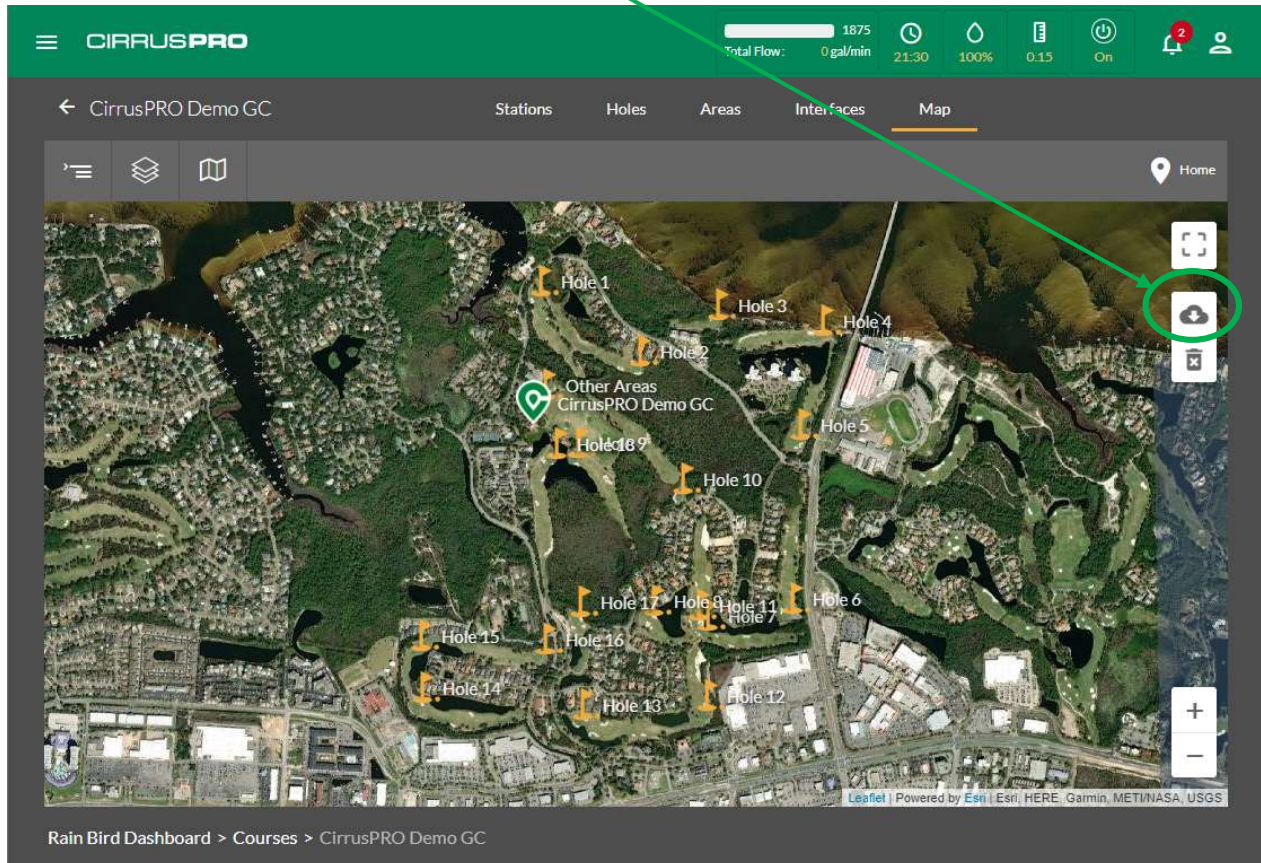 CIRRUSPRO
1875
Total Flow: 0 gal/min
21:30
100%
0.15
On
2
CirrusPRO Demo GC
Stations Holes Areas Interfaces Map
Home
Hole 1
Hole 3
Hole 4
Hole 2
Other Areas
CirrusPRO Demo GC
Hole 5
Hole 18
Hole 9
Hole 10
Hole 17
Hole 8
Hole 11
Hole 6
Hole 7
Hole 15
Hole 16
Hole 14
Hole 13
Hole 12
+
−
Leaflet | Powered by Esri | Esri, HERE, Garmin, METI/NASA, USGS
Rain Bird Dashboard > Courses > CirrusPRO Demo GC